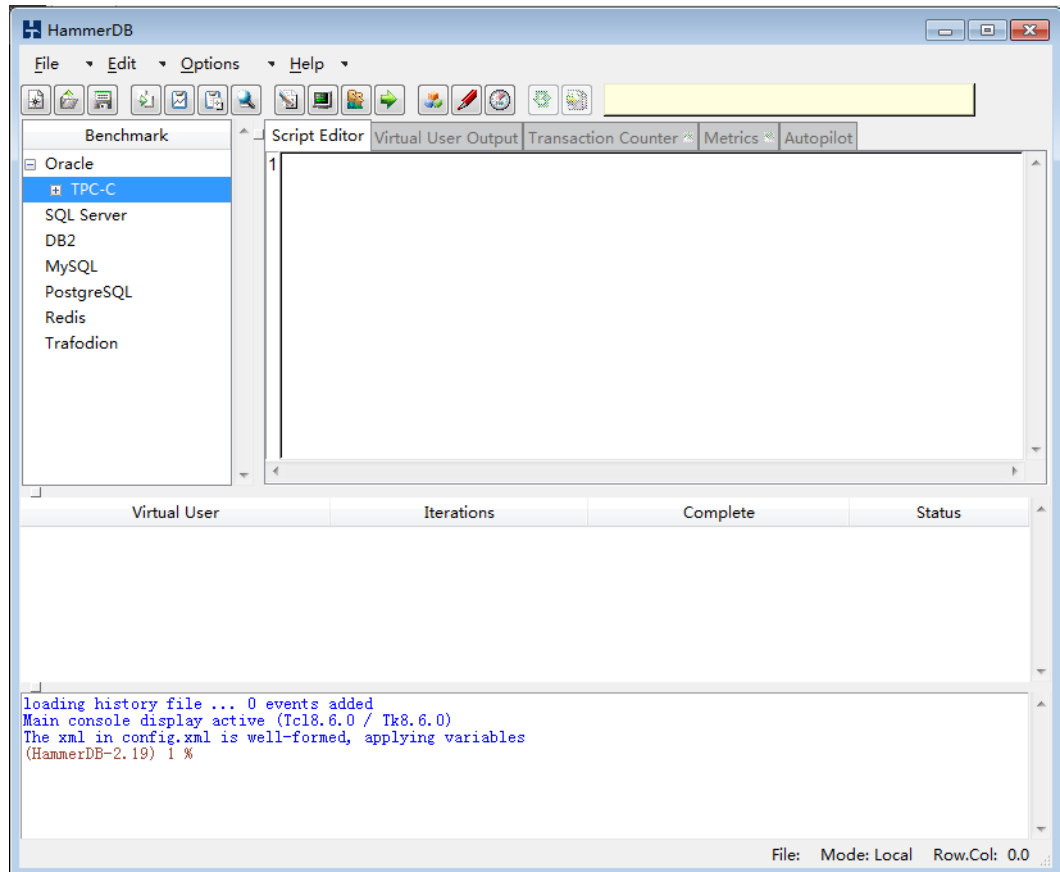 HammerDB
File Edit Options Help
Benchmark
Script Editor Virtual User Output Transaction Counter Metrics Autopilot
Oracle
TPC-C
SQL Server
DB2
MySQL
PostgreSQL
Redis
Trafodion
1
Virtual User Iterations Complete Status
loading history file ... 0 events added
Main console display active (Tcl8.6.0 / Tk8.6.0)
The xml in config.xml is well-formed, applying variables
(HammerDB-2.19) 1 %
File: Mode: Local Row.Col: 0.0